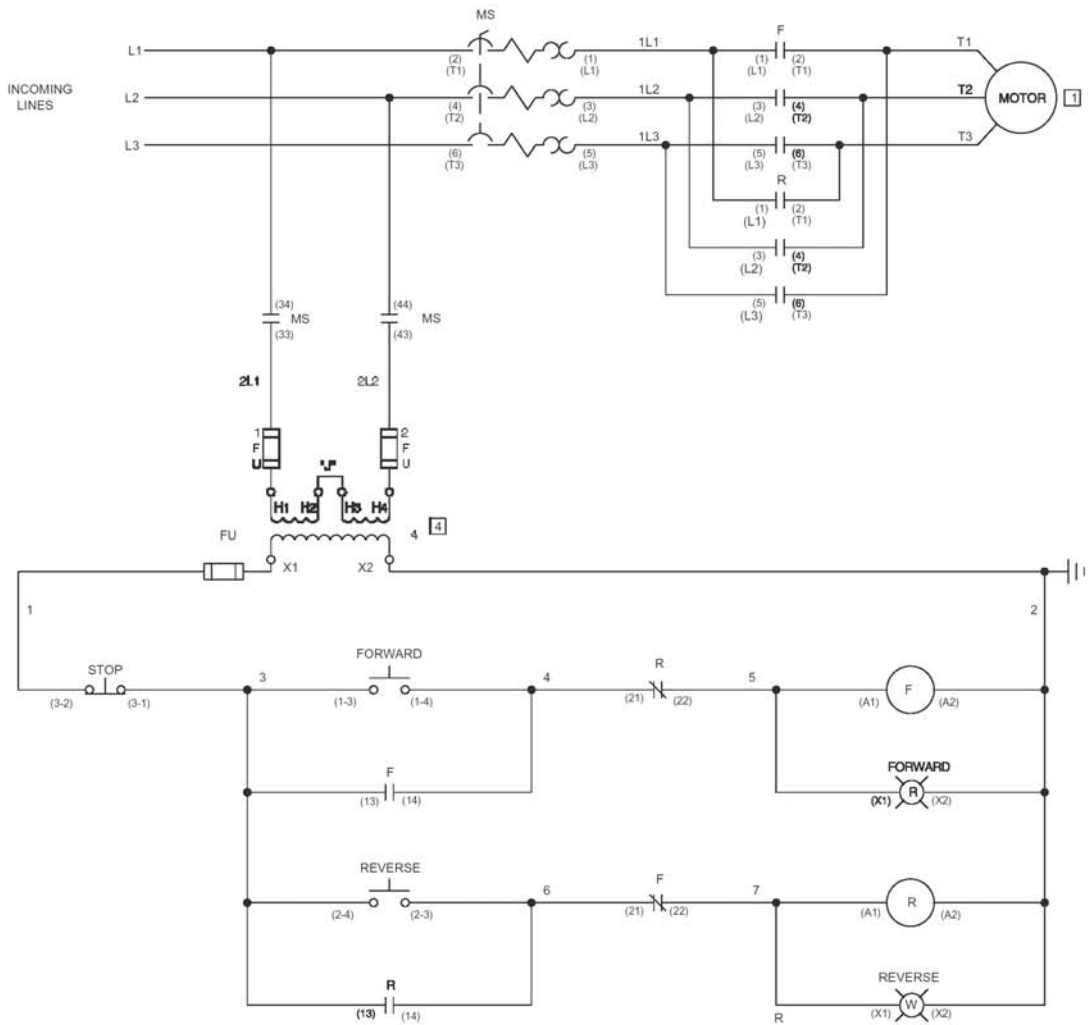 MS
L1
1L1
F
T1
(2)
(T1)
(1)
(L1)
(1)
(L1)
(2)
(T1)
INCOMING
LINES
L2
1L2
T2
MOTOR
1
(4)
(T2)
(3)
(L2)
(3)
(L2)
(4)
(T2)
L3
1L3
T3
(6)
(T3)
(5)
(L3)
(5)
(L3)
(6)
(T3)
R
(1)
(L1)
(2)
(T1)
(3)
(L2)
(4)
(T2)
(5)
(L3)
(6)
(T3)
(34)
MS
(33)
(44)
MS
(43)
2L1
2L2
1
F
U
2
F
U
"J"
H1
H2
H3
H4
4
4
FU
X1
X2
1
2
STOP
(3-2)
(3-1)
3
FORWARD
(1-3)
(1-4)
4
R
(21)
(22)
5
F
(A1)
(A2)
F
(13)
(14)
FORWARD
R
(X1)
(X2)
REVERSE
(2-4)
(2-3)
6
F
(21)
(22)
7
R
(A1)
(A2)
R
(13)
(14)
REVERSE
W
(X1)
(X2)
R